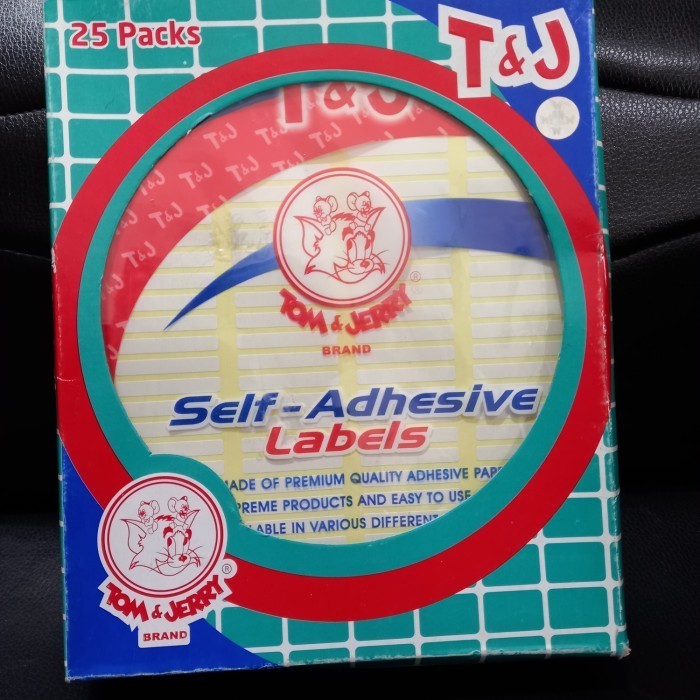 25 Packs
T&J
T&J
T&J T&J
T&J T&J T&J
T&J T&J
T&J T&J
T&J
TOM & JERRY ®
BRAND
Self-Adhesive
Labels
ADE OF PREMIUM QUALITY ADHESIVE PAP
PREME PRODUCTS AND EASY TO USE
LABLE IN VARIOUS DIFFERENT
TOM & JERRY ®
BRAND